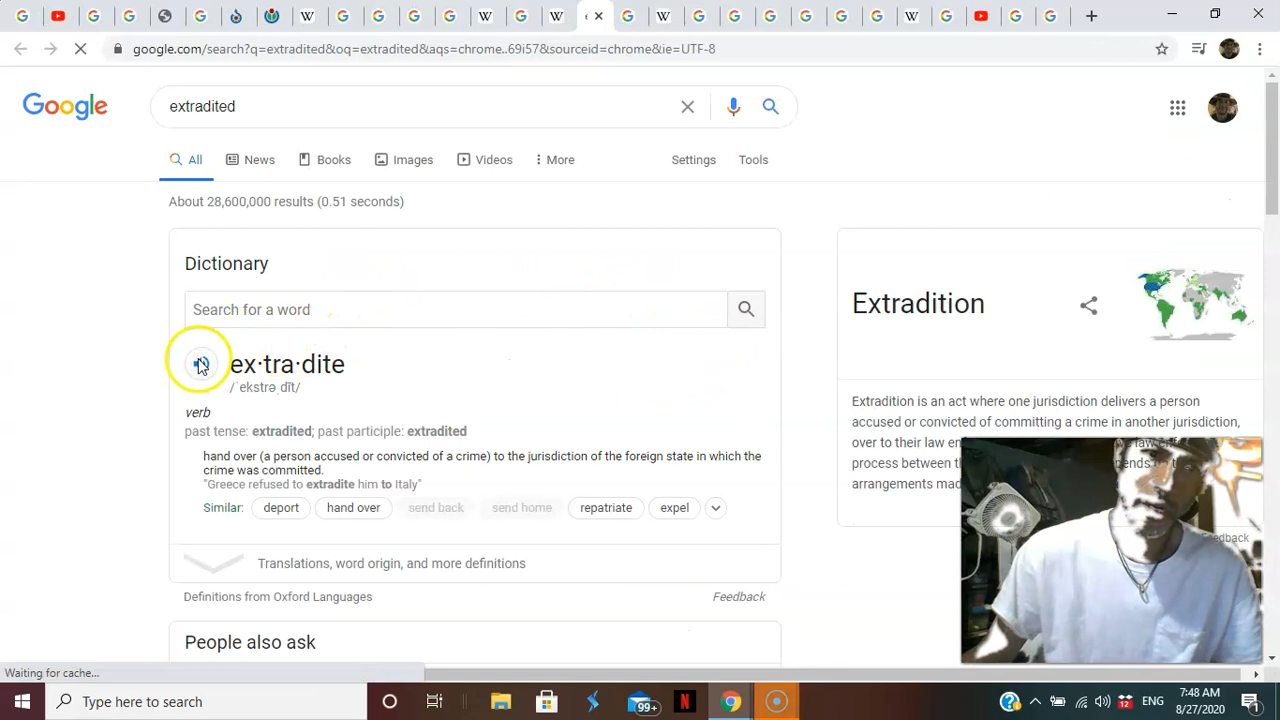 google.com/search?q=extradited&oq=extradited&aqs=chrome..69i57&sourceid=chrome&ie=UTF-8
Google
extradited
All
News
Books
Images
Videos
More
Settings
Tools
About 28,600,000 results (0.51 seconds)
Dictionary
Search for a word
ex·tra·dite
/ˈekstrəˌdīt/
verb
past tense: extradited; past participle: extradited
hand over (a person accused or convicted of a crime) to the jurisdiction of the foreign state in which the
crime was committed.
"Greece refused to extradite him to Italy"
Similar: deport hand over send back send home repatriate expel
Translations, word origin, and more definitions
Definitions from Oxford Languages
Feedback
People also ask
Extradition
Extradition is an act where one jurisdiction delivers a person
accused or convicted of committing a crime in another jurisdiction,
over to their law
process between
arrangements
Feedback
Waiting for cache...
Type here to search
99+
N
12
ENG
7:48 AM
8/27/2020
1